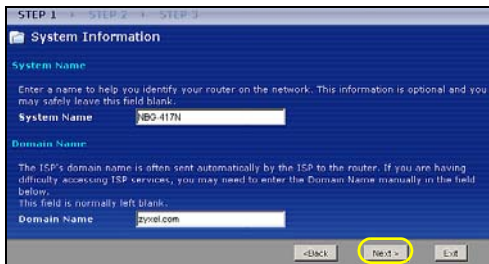 STEP 1 › STEP 2 › STEP 3
System Information
System Name
Enter a name to help you identify your router on the network. This information is optional and you
may safely leave this field blank.
System Name NBG-417N
Domain Name
The ISP's domain name is often sent automatically by the ISP to the router. If you are having
difficulty accessing ISP services, you may need to enter the Domain Name manually in the field
below.
This field is normally left blank.
Domain Name zyxel.com
<Back Next > Exit